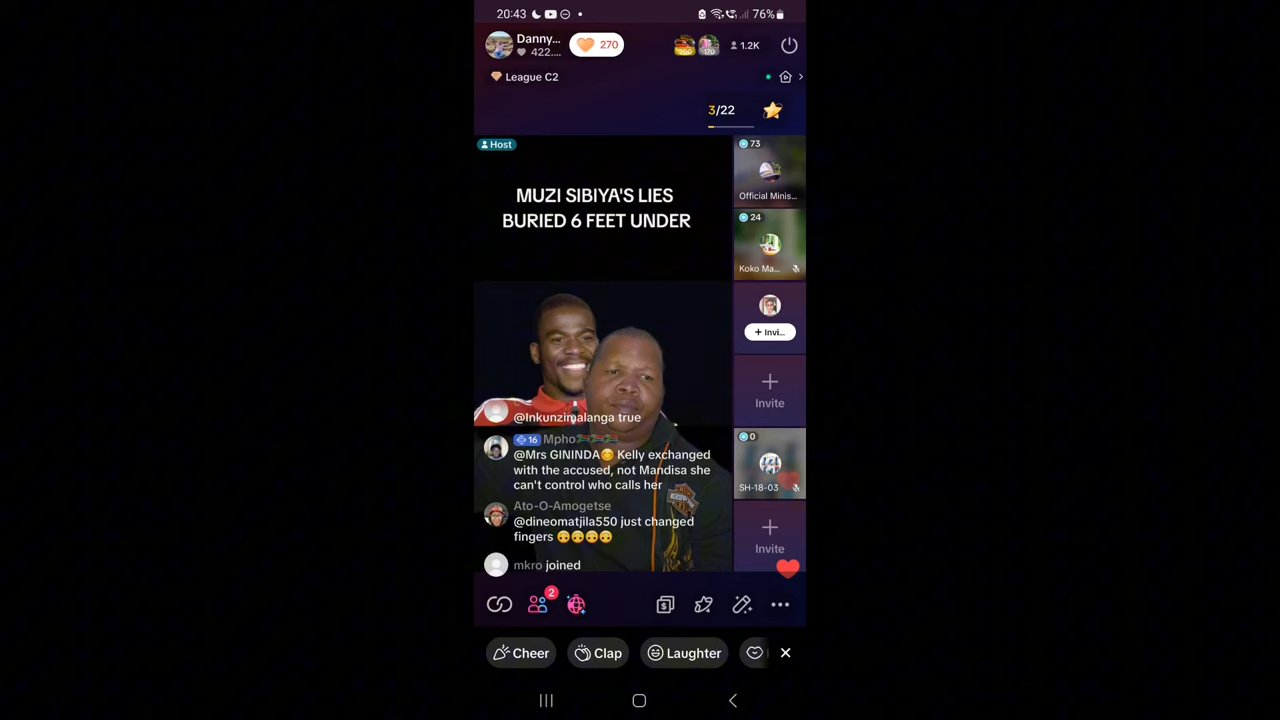 20:43
76%
Danny...
422....
270
200
170
1.2K
League C2
3/22
Host
MUZI SIBIYA'S LIES
BURIED 6 FEET UNDER
73
Official Minis...
24
Koko Ma...
+ Invi...
Invite
0
SH-18-03
Invite
@Inkunzimalanga true
16 Mpho
@Mrs GININDA😊 Kelly exchanged
with the accused, not Mandisa she
can't control who calls her
Ato-O-Amogetse
@dineomatjila550 just changed
fingers 🙃🙃🙃🙃
mkro joined
2
Cheer
Clap
Laughter